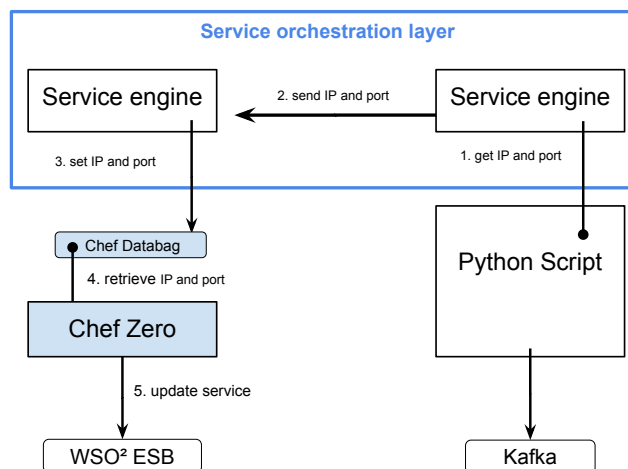 Service orchestration layer
Service engine
2. send IP and port
Service engine
3. set IP and port
1. get IP and port
Chef Databag
4. retrieve IP and port
Python Script
Chef Zero
5. update service
WSO² ESB
Kafka